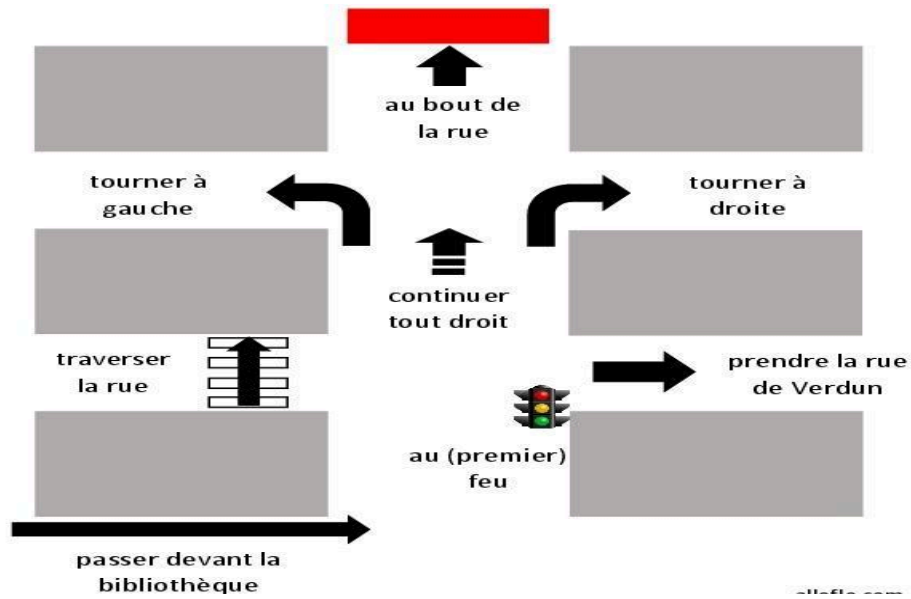 au bout de
la rue
tourner à
gauche
tourner à
droite
continuer
tout droit
traverser
la rue
prendre la rue
de Verdun
au (premier)
feu
passer devant la
bibliothèque